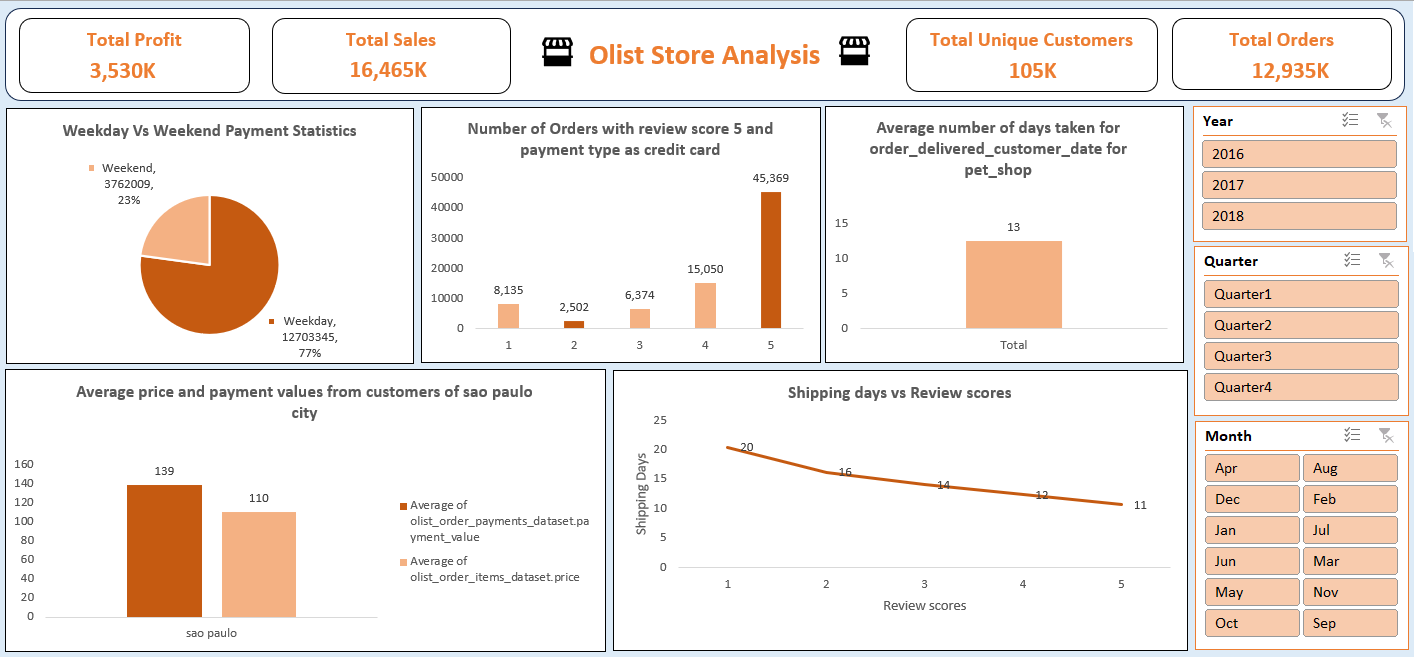 Total Profit
3,530K
Total Sales
16,465K
Olist Store Analysis
Total Unique Customers
105K
Total Orders
12,935K
Weekday Vs Weekend Payment Statistics
Weekend,
3762009,
23%
Weekday,
12703345,
77%
Number of Orders with review score 5 and
payment type as credit card
50000
40000
30000
20000
10000
0
8,135
2,502
6,374
15,050
45,369
1 2 3 4 5
Average number of days taken for
order_delivered_customer_date for
pet_shop
15
10
5
0
13
Total
Year
2016
2017
2018
Quarter
Quarter1
Quarter2
Quarter3
Quarter4
Average price and payment values from customers of sao paulo
city
160
140
120
100
80
60
40
20
0
139
110
sao paulo
Average of
olist_order_payments_dataset.pa
yment_value
Average of
olist_order_items_dataset.price
Shipping days vs Review scores
Shipping Days
25
20
15
10
5
0
20
16
14
12
11
1 2 3 4 5
Review scores
Month
Apr Aug
Dec Feb
Jan Jul
Jun Mar
May Nov
Oct Sep